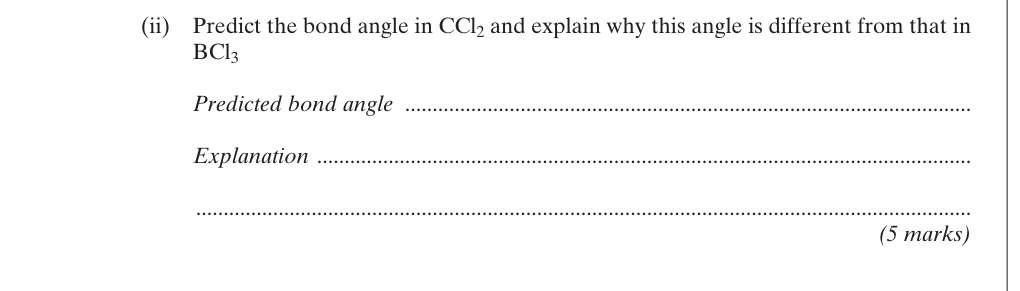 (ii) Predict the bond angle in CCl₂ and explain why this angle is different from that in
BCl₃
Predicted bond angle ..........................................................................................................
Explanation ..........................................................................................................................
..................................................................................................................................................
(5 marks)